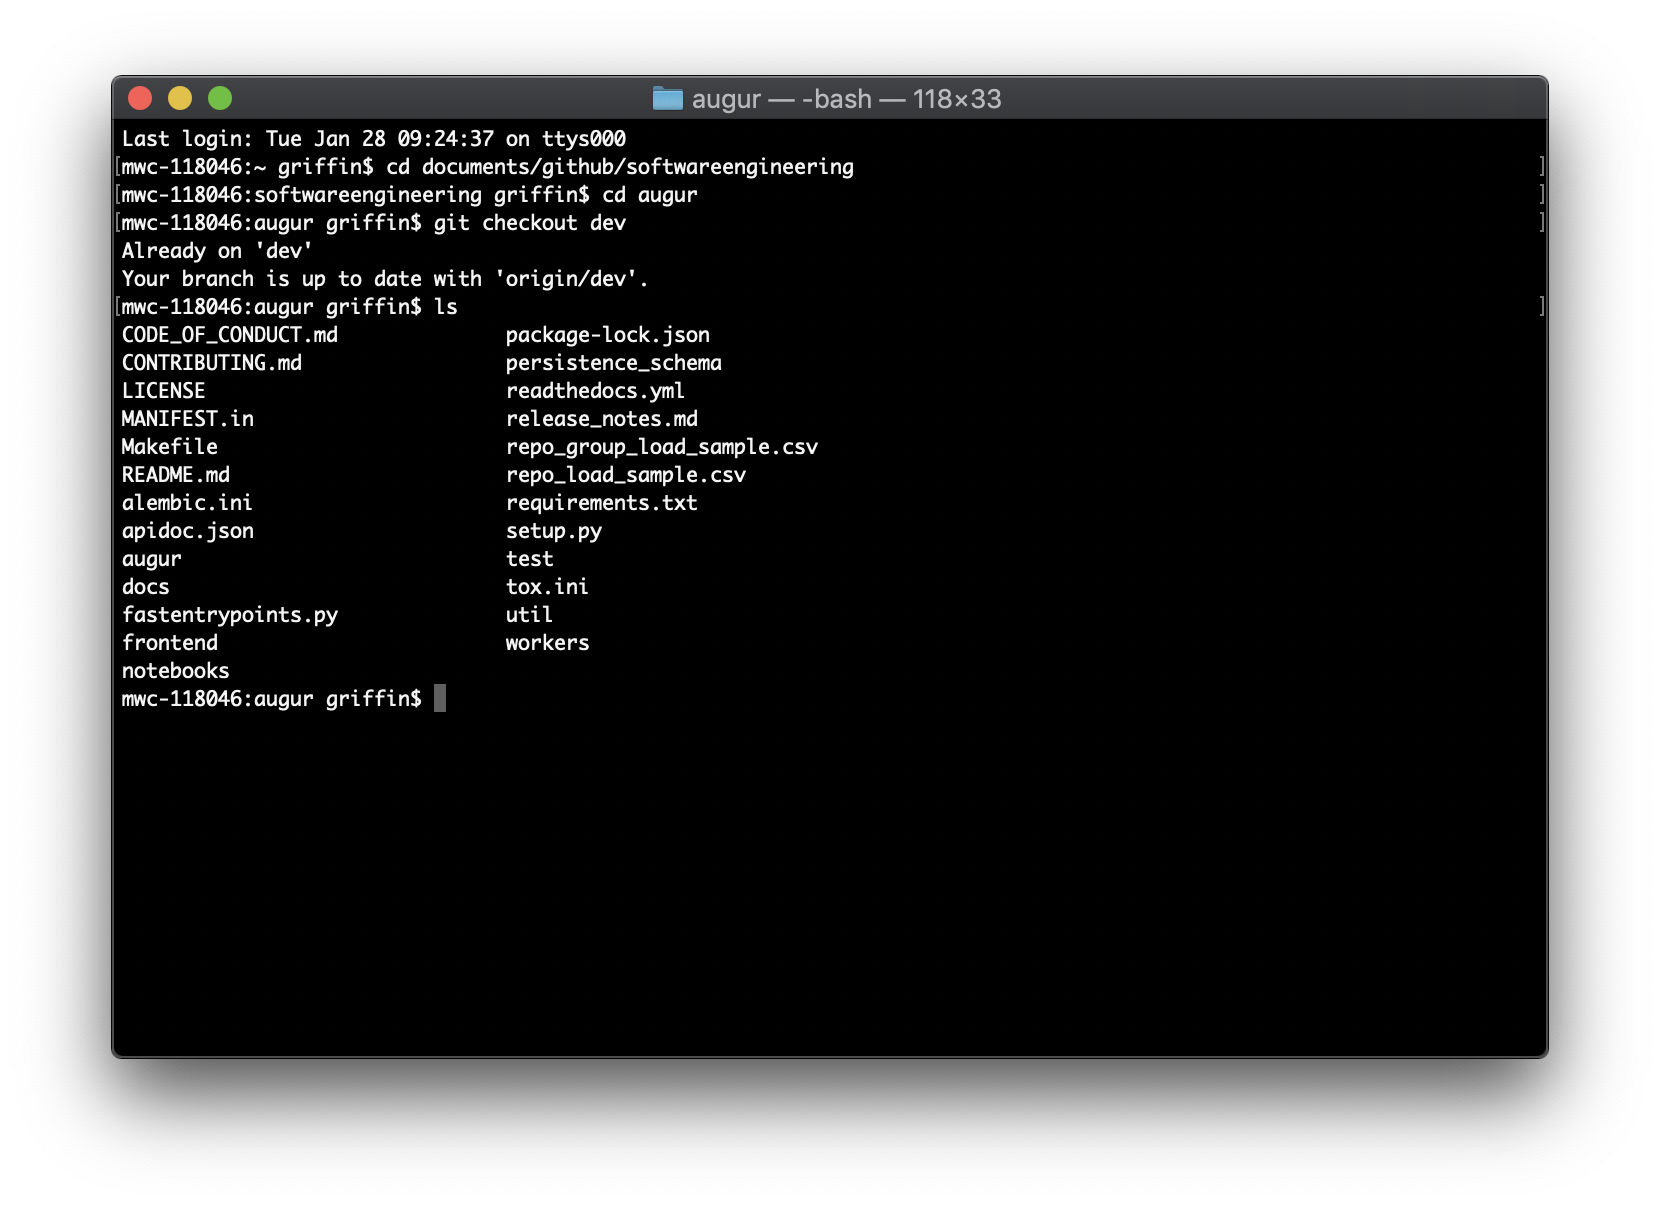 augur — -bash — 118×33
Last login: Tue Jan 28 09:24:37 on ttys000
[mwc-118046:~ griffin$ cd documents/github/softwareengineering ]
[mwc-118046:softwareengineering griffin$ cd augur ]
[mwc-118046:augur griffin$ git checkout dev ]
Already on 'dev'
Your branch is up to date with 'origin/dev'.
[mwc-118046:augur griffin$ ls ]
CODE_OF_CONDUCT.md package-lock.json
CONTRIBUTING.md persistence_schema
LICENSE readthedocs.yml
MANIFEST.in release_notes.md
Makefile repo_group_load_sample.csv
README.md repo_load_sample.csv
alembic.ini requirements.txt
apidoc.json setup.py
augur test
docs tox.ini
fastentrypoints.py util
frontend workers
notebooks
mwc-118046:augur griffin$